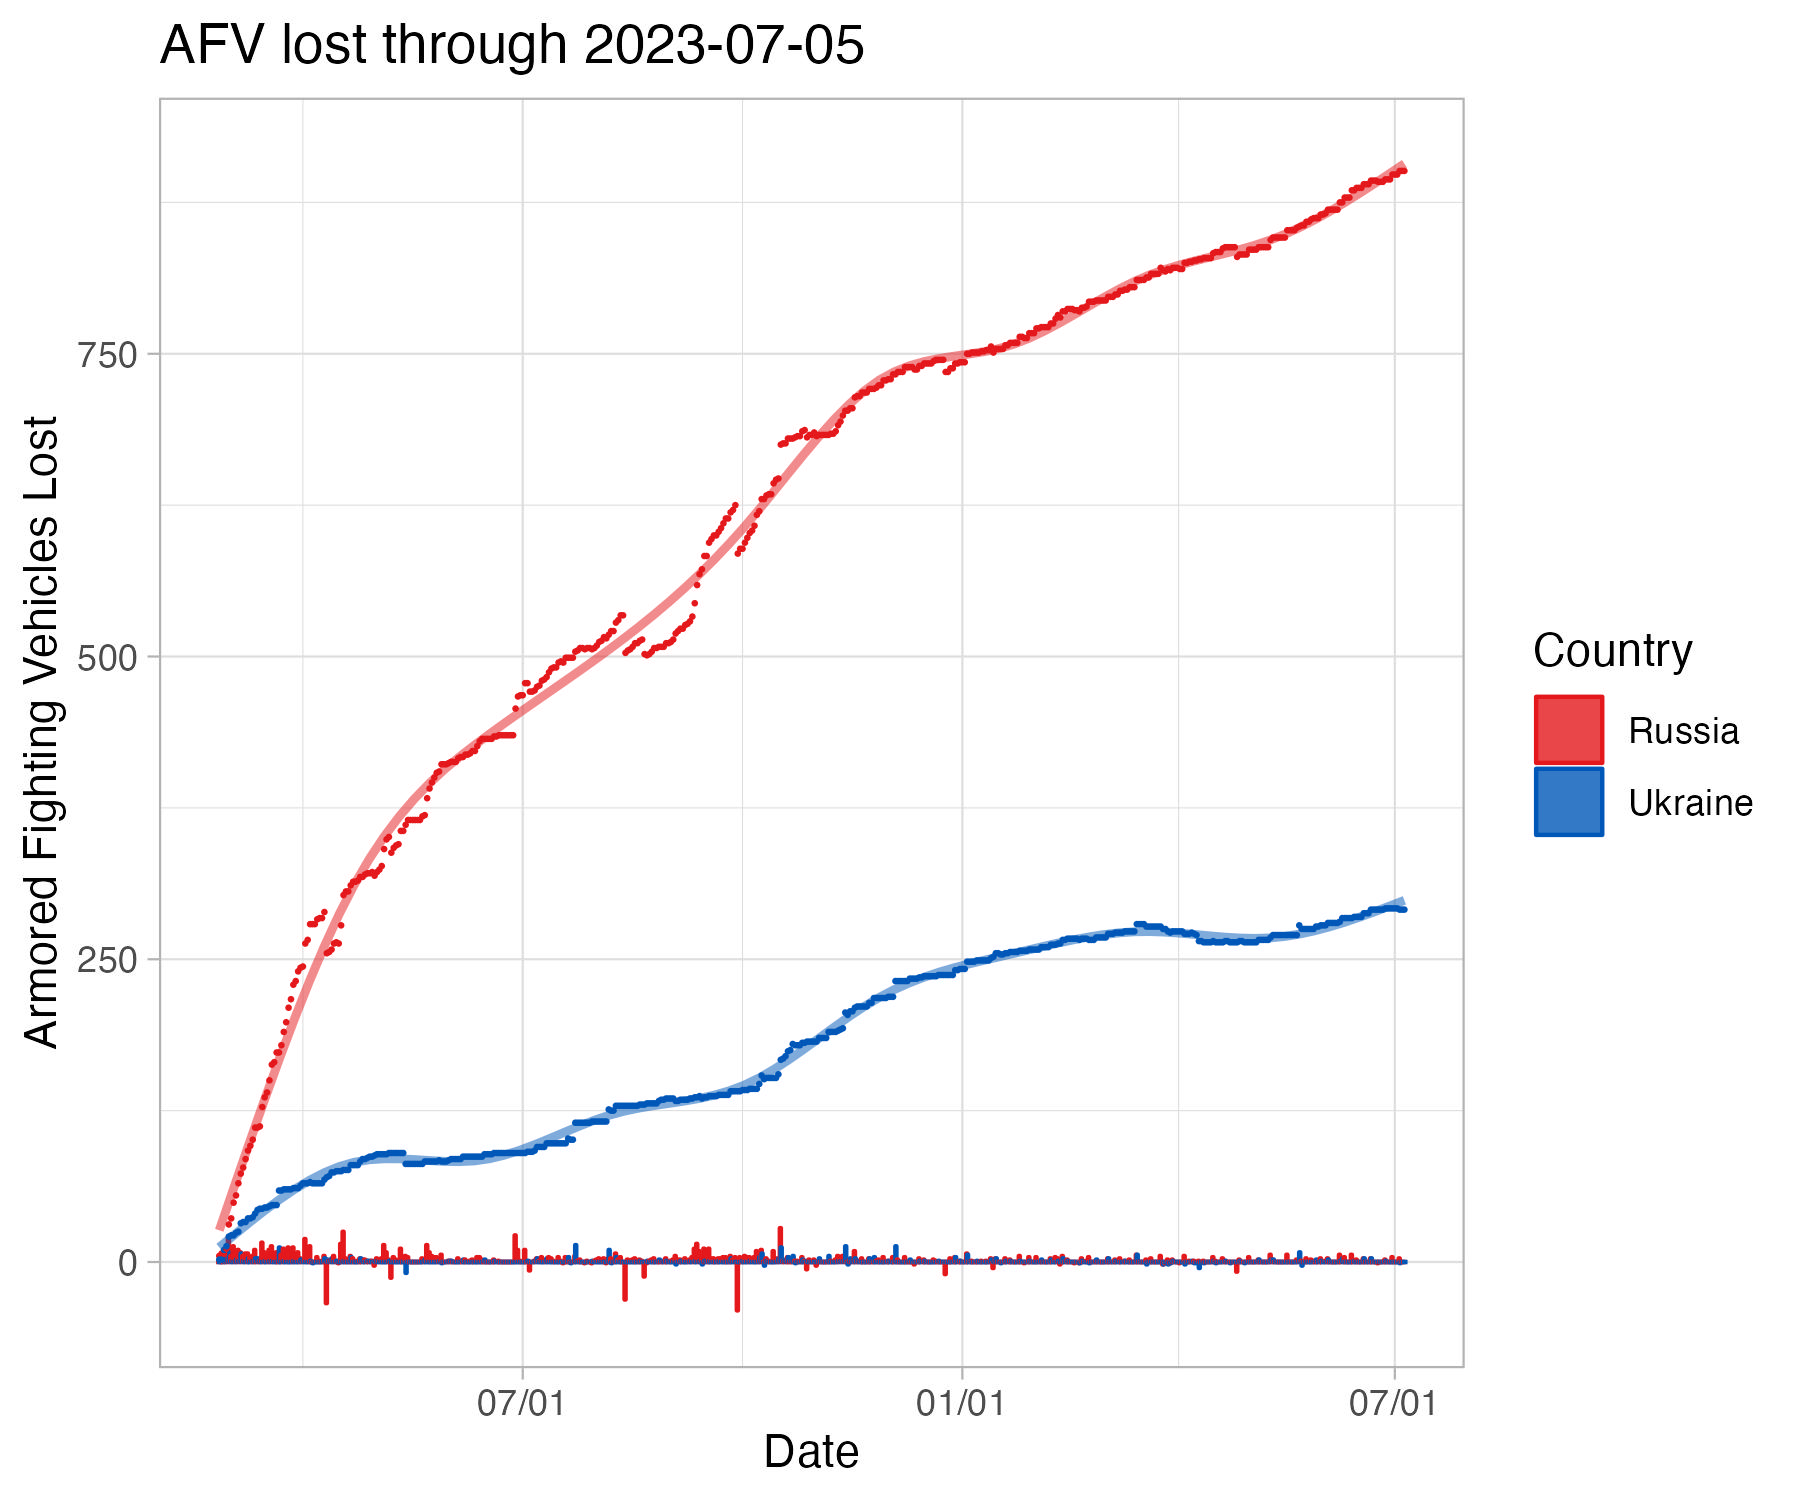 AFV lost through 2023-07-05
Armored Fighting Vehicles Lost
750
500
250
0
07/01
01/01
07/01
Date
Country
Russia
Ukraine